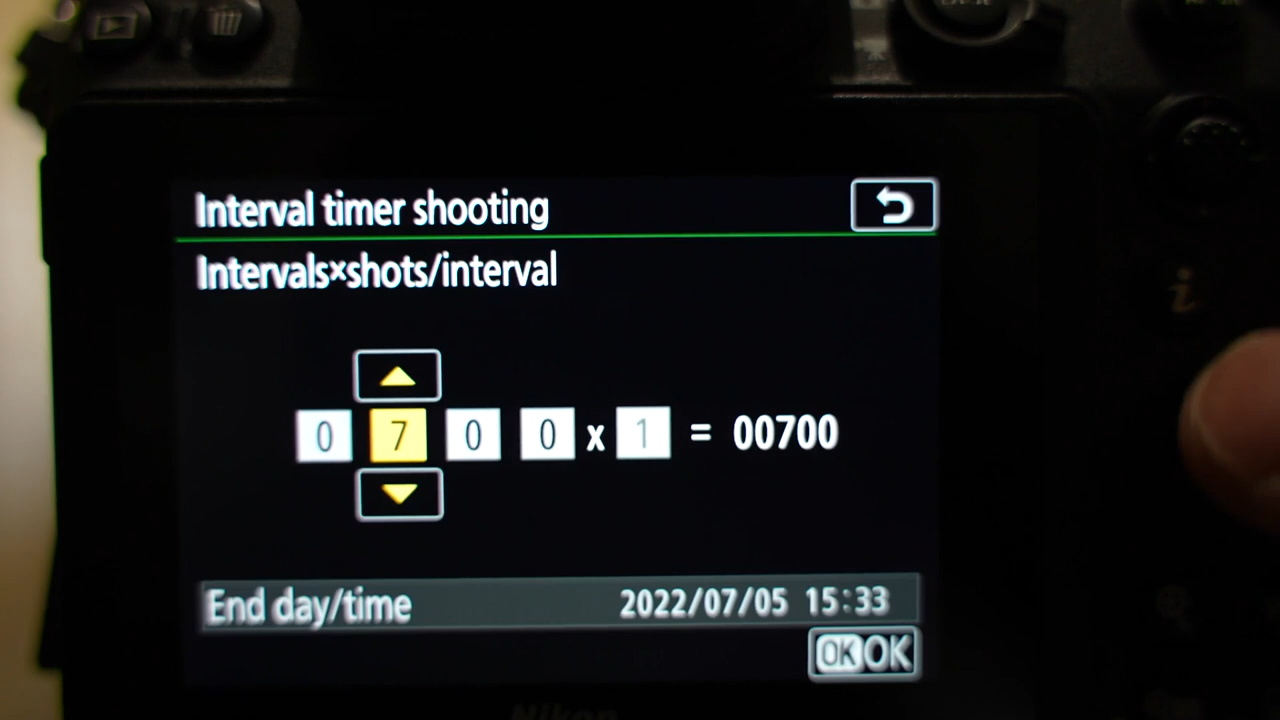 Interval timer shooting
Intervals×shots/interval
0 7 0 0 x 1 = 00700
End day/time 2022/07/05 15:33
OK OK
i
Nikon